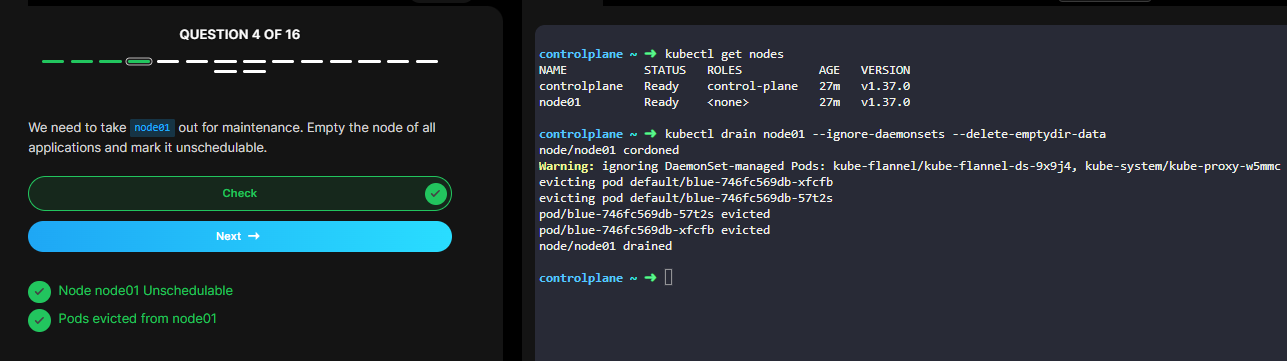 QUESTION 4 OF 16
We need to take node01 out for maintenance. Empty the node of all
applications and mark it unschedulable.
Check
Next →
Node node01 Unschedulable
Pods evicted from node01
controlplane ~ ➜ kubectl get nodes
NAME STATUS ROLES AGE VERSION
controlplane Ready control-plane 27m v1.37.0
node01 Ready <none> 27m v1.37.0
controlplane ~ ➜ kubectl drain node01 --ignore-daemonsets --delete-emptydir-data
node/node01 cordoned
Warning: ignoring DaemonSet-managed Pods: kube-flannel/kube-flannel-ds-9x9j4, kube-system/kube-proxy-w5mmc
evicting pod default/blue-746fc569db-xfcfb
evicting pod default/blue-746fc569db-57t2s
pod/blue-746fc569db-57t2s evicted
pod/blue-746fc569db-xfcfb evicted
node/node01 drained
controlplane ~ ➜